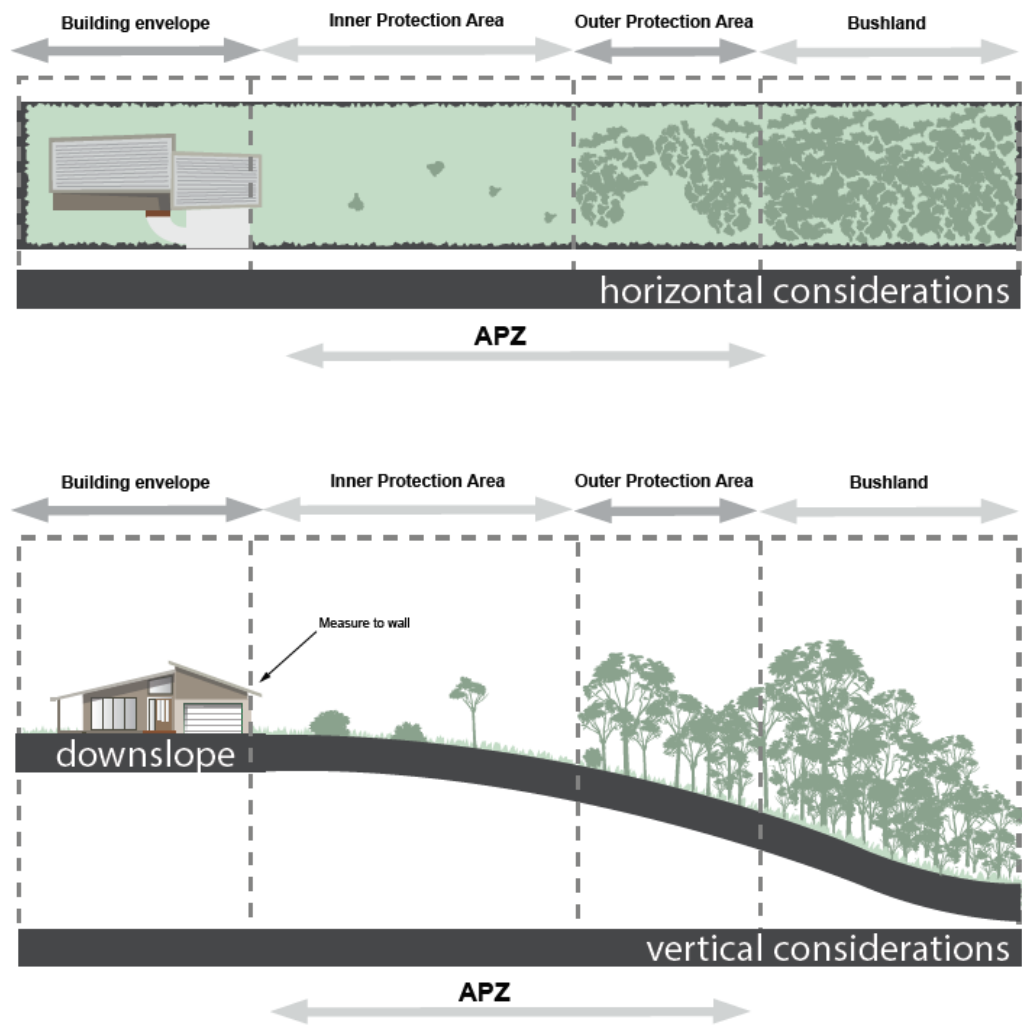 Building envelope
Inner Protection Area
Outer Protection Area
Bushland
horizontal considerations
APZ
Building envelope
Inner Protection Area
Outer Protection Area
Bushland
Measure to wall
downslope
vertical considerations
APZ